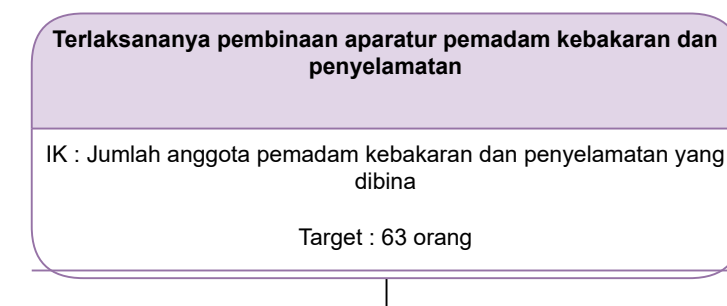 Terlaksananya pembinaan aparatur pemadam kebakaran dan
penyelamatan
IK : Jumlah anggota pemadam kebakaran dan penyelamatan yang
dibina
Target : 63 orang